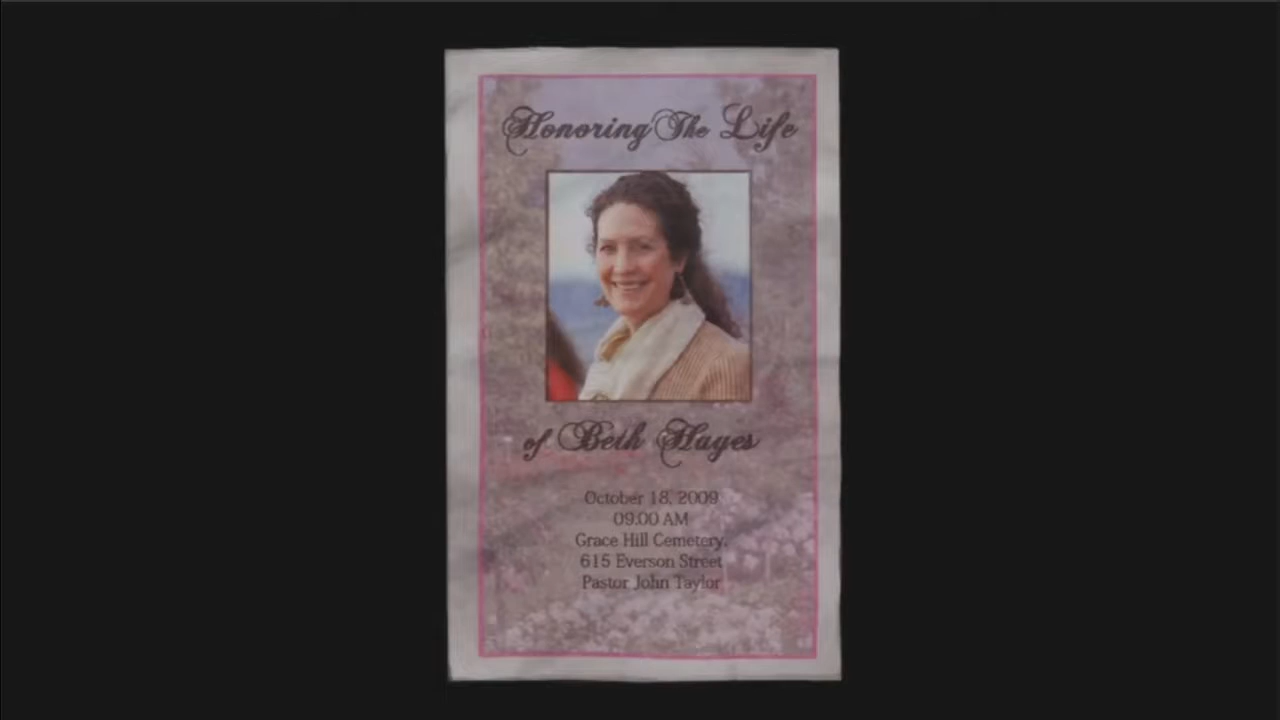 Honoring The Life
of Beth Hayes
October 18, 2009
09:00 AM
Grace Hill Cemetery.
615 Everson Street
Pastor John Taylor